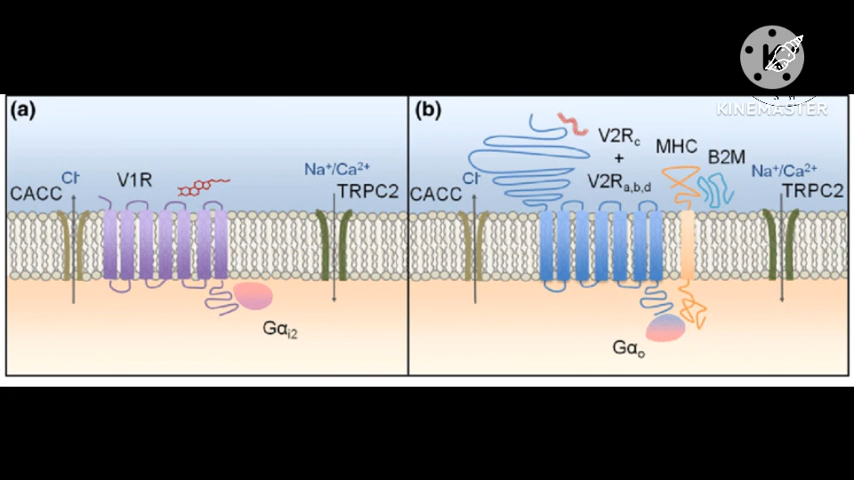 (a)
Cl⁻
V1R
CACC
Na⁺/Ca²⁺
TRPC2
Gαi2
(b)
V2Rc
+
V2Ra,b,d
MHC
B2M
Cl⁻
CACC
Na⁺/Ca²⁺
TRPC2
Gαo
KINEMASTER